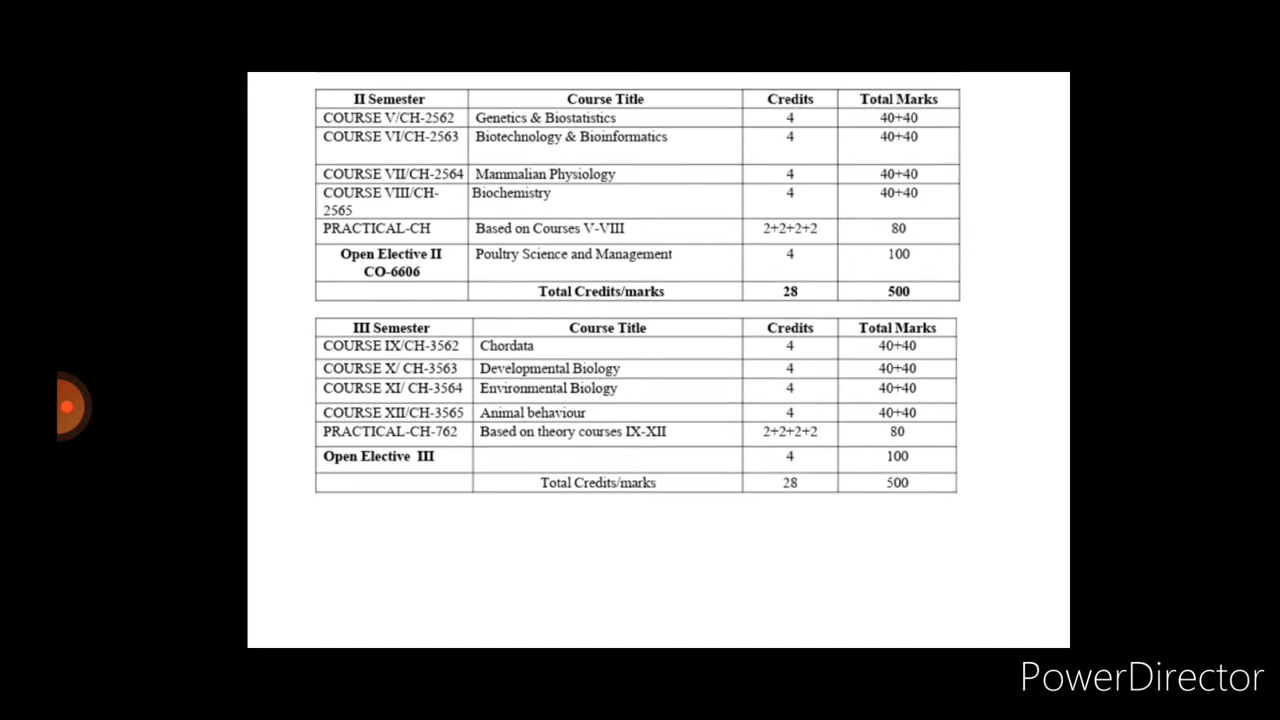 II Semester Course Title Credits Total Marks
COURSE V/CH-2562 Genetics & Biostatistics 4 40+40
COURSE VI/CH-2563 Biotechnology & Bioinformatics 4 40+40
COURSE VII/CH-2564 Mammalian Physiology 4 40+40
COURSE VIII/CH- Biochemistry 4 40+40
2565
PRACTICAL-CH Based on Courses V-VIII 2+2+2+2 80
Open Elective II Poultry Science and Management 4 100
CO-6606
Total Credits/marks 28 500
III Semester Course Title Credits Total Marks
COURSE IX/CH-3562 Chordata 4 40+40
COURSE X/ CH-3563 Developmental Biology 4 40+40
COURSE XI/ CH-3564 Environmental Biology 4 40+40
COURSE XII/CH-3565 Animal behaviour 4 40+40
PRACTICAL-CH-762 Based on theory courses IX-XII 2+2+2+2 80
Open Elective III 4 100
Total Credits/marks 28 500
PowerDirector